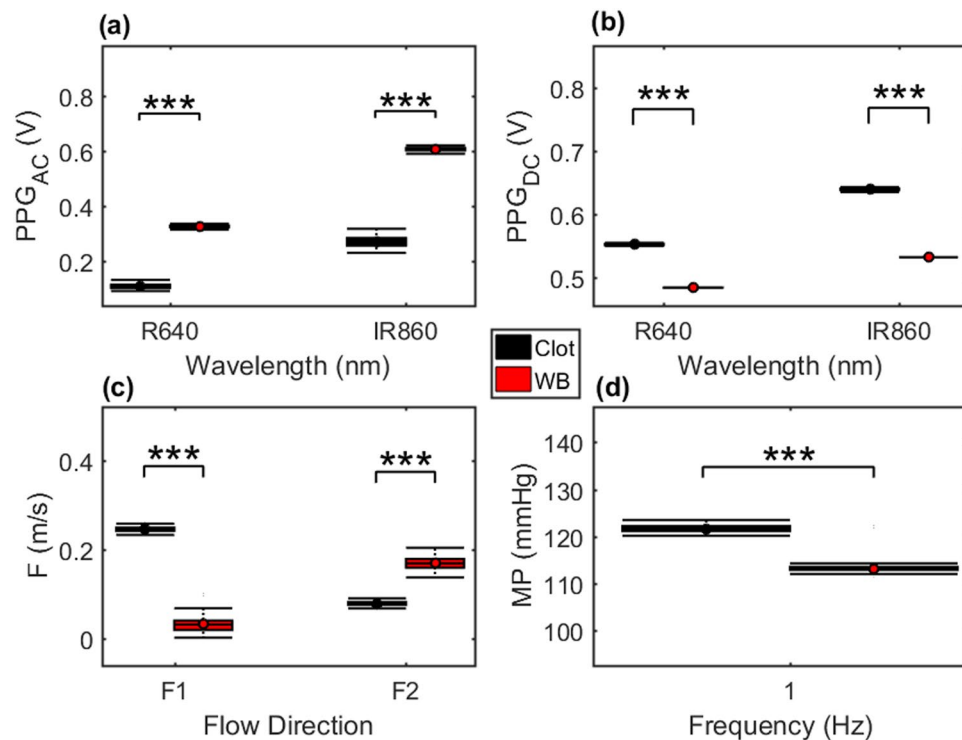 (a)
PPG_AC (V)
0.8
0.6
0.4
0.2
***
***
R640
IR860
Wavelength (nm)
(b)
PPG_DC (V)
0.8
0.7
0.6
0.5
***
***
R640
IR860
Wavelength (nm)
Clot
WB
(c)
F (m/s)
0.4
0.2
0
***
***
F1
F2
Flow Direction
(d)
MP (mmHg)
140
130
120
110
100
***
1
Frequency (Hz)